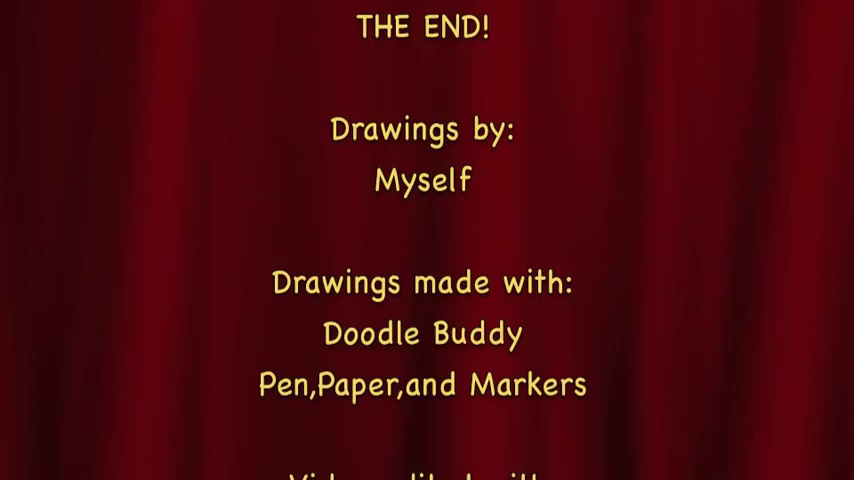 THE END!
Drawings by:
Myself
Drawings made with:
Doodle Buddy
Pen,Paper,and Markers